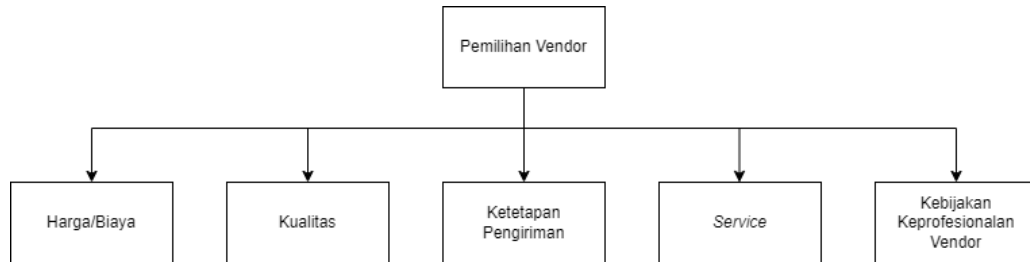 Pemilihan Vendor
Harga/Biaya
Kualitas
Ketetapan
Pengiriman
Service
Kebijakan
Keprofesionalan
Vendor